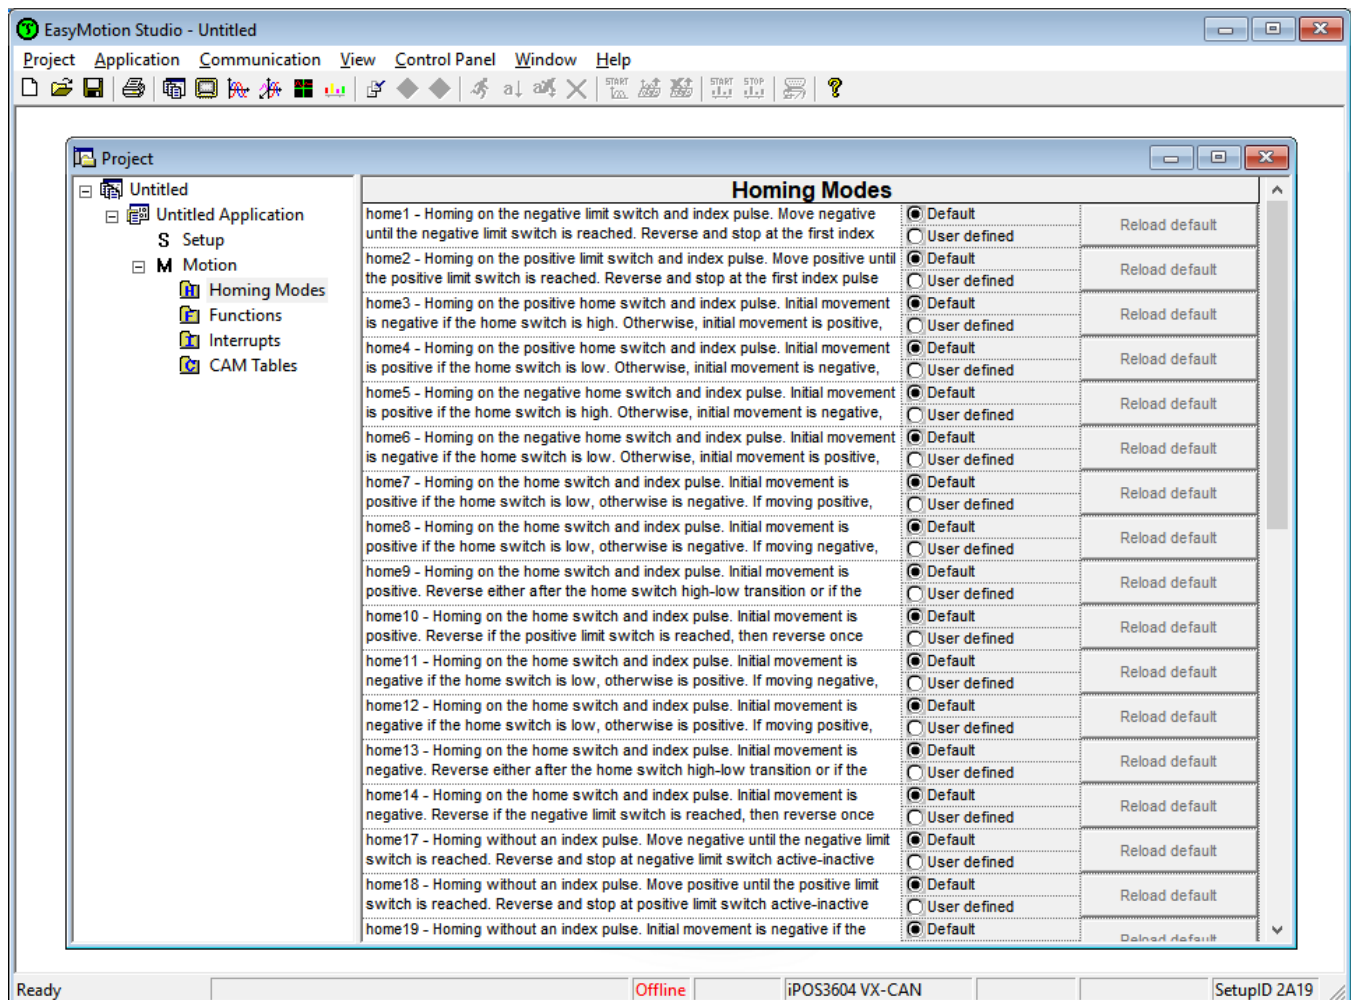 EasyMotion Studio - Untitled
Project Application Communication View Control Panel Window Help
START START STOP
Project
Untitled
Untitled Application
S Setup
M Motion
H Homing Modes
F Functions
I Interrupts
C CAM Tables
Homing Modes
home1 - Homing on the negative limit switch and index pulse. Move negative
until the negative limit switch is reached. Reverse and stop at the first index
Default
User defined
Reload default
home2 - Homing on the positive limit switch and index pulse. Move positive until
the positive limit switch is reached. Reverse and stop at the first index pulse
Default
User defined
Reload default
home3 - Homing on the positive home switch and index pulse. Initial movement
is negative if the home switch is high. Otherwise, initial movement is positive,
Default
User defined
Reload default
home4 - Homing on the positive home switch and index pulse. Initial movement
is positive if the home switch is low. Otherwise, initial movement is negative,
Default
User defined
Reload default
home5 - Homing on the negative home switch and index pulse. Initial movement
is positive if the home switch is high. Otherwise, initial movement is negative,
Default
User defined
Reload default
home6 - Homing on the negative home switch and index pulse. Initial movement
is negative if the home switch is low. Otherwise, initial movement is positive,
Default
User defined
Reload default
home7 - Homing on the home switch and index pulse. Initial movement is
positive if the home switch is low, otherwise is negative. If moving positive,
Default
User defined
Reload default
home8 - Homing on the home switch and index pulse. Initial movement is
positive if the home switch is low, otherwise is negative. If moving negative,
Default
User defined
Reload default
home9 - Homing on the home switch and index pulse. Initial movement is
positive. Reverse either after the home switch high-low transition or if the
Default
User defined
Reload default
home10 - Homing on the home switch and index pulse. Initial movement is
positive. Reverse if the positive limit switch is reached, then reverse once
Default
User defined
Reload default
home11 - Homing on the home switch and index pulse. Initial movement is
negative if the home switch is low, otherwise is positive. If moving negative,
Default
User defined
Reload default
home12 - Homing on the home switch and index pulse. Initial movement is
negative if the home switch is low, otherwise is positive. If moving positive,
Default
User defined
Reload default
home13 - Homing on the home switch and index pulse. Initial movement is
negative. Reverse either after the home switch high-low transition or if the
Default
User defined
Reload default
home14 - Homing on the home switch and index pulse. Initial movement is
negative. Reverse if the negative limit switch is reached, then reverse once
Default
User defined
Reload default
home17 - Homing without an index pulse. Move negative until the negative limit
switch is reached. Reverse and stop at negative limit switch active-inactive
Default
User defined
Reload default
home18 - Homing without an index pulse. Move positive until the positive limit
switch is reached. Reverse and stop at positive limit switch active-inactive
Default
User defined
Reload default
home19 - Homing without an index pulse. Initial movement is negative if the
Default
Reload default
Ready Offline iPOS3604 VX-CAN SetupID 2A19